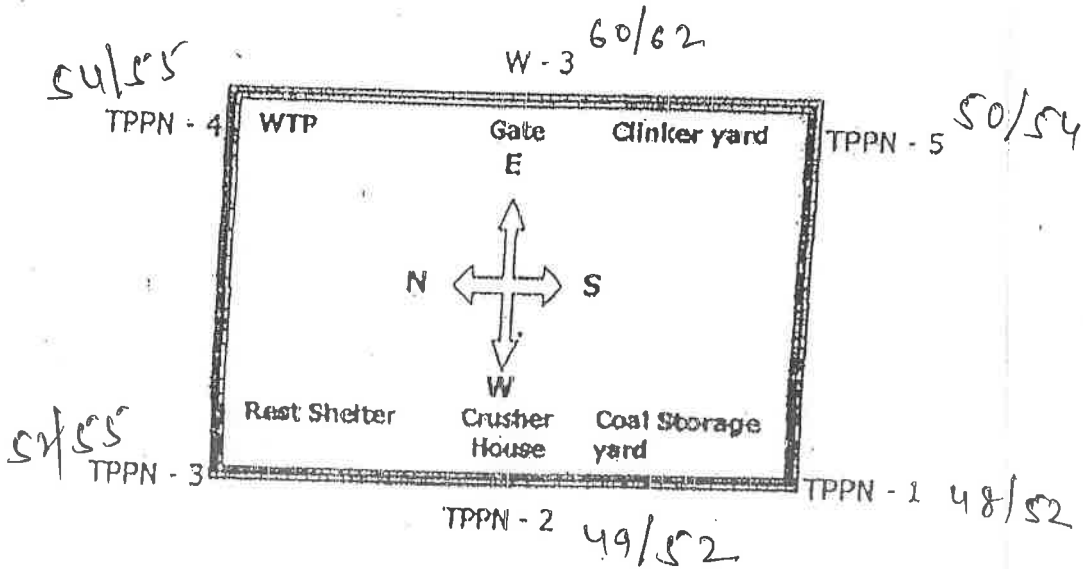 60/62
W - 3
54/55
TPPN - 4
WTP
Gate
Clinker yard
TPPN - 5
50/54
E
N
S
W
Rest Shelter
Crusher House
Coal Storage yard
TPPN - 3
TPPN - 1
48/52
TPPN - 2
49/52